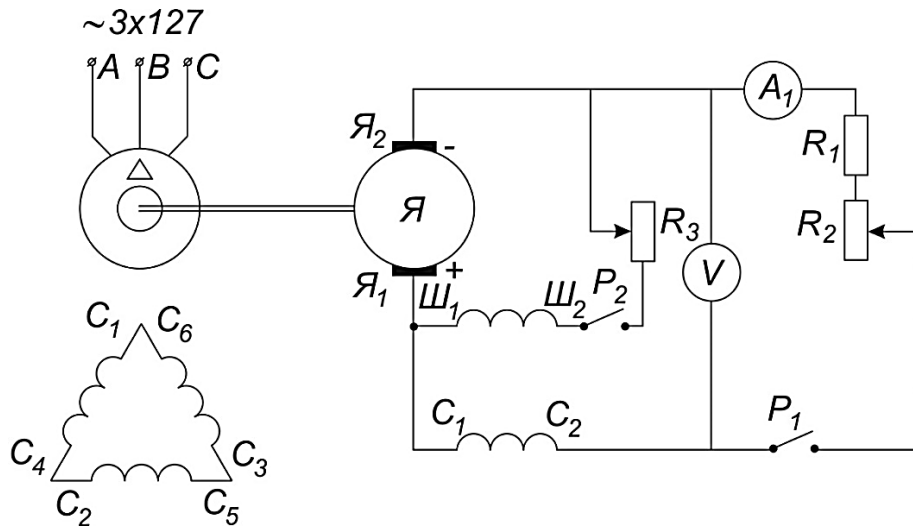 ~3x127
A B C
A₁
Я₂ -
R₁
Я
R₃
R₂
V
Я₁ +
Ш₁ Ш₂ P₂
C₁ C₆
C₁ C₂ P₁
C₄ C₃
C₂ C₅